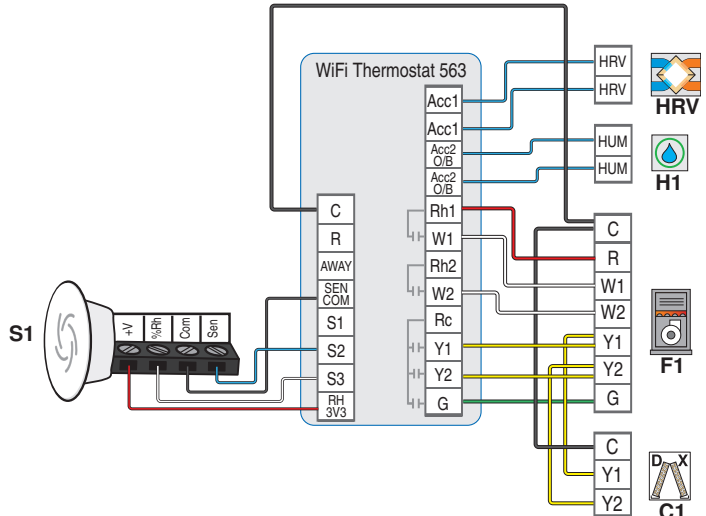 WiFi Thermostat 563
Acc1
Acc1
Acc2
O/B
Acc2
O/B
Rh1
W1
Rh2
W2
Rc
Y1
Y2
G
C
R
AWAY
SEN
COM
S1
S2
S3
RH
3V3
S1
+V
%Rh
Com
Sen
HRV
HRV
HRV
HUM
HUM
H1
C
R
W1
W2
Y1
Y2
G
F1
C
Y1
Y2
D X
C1